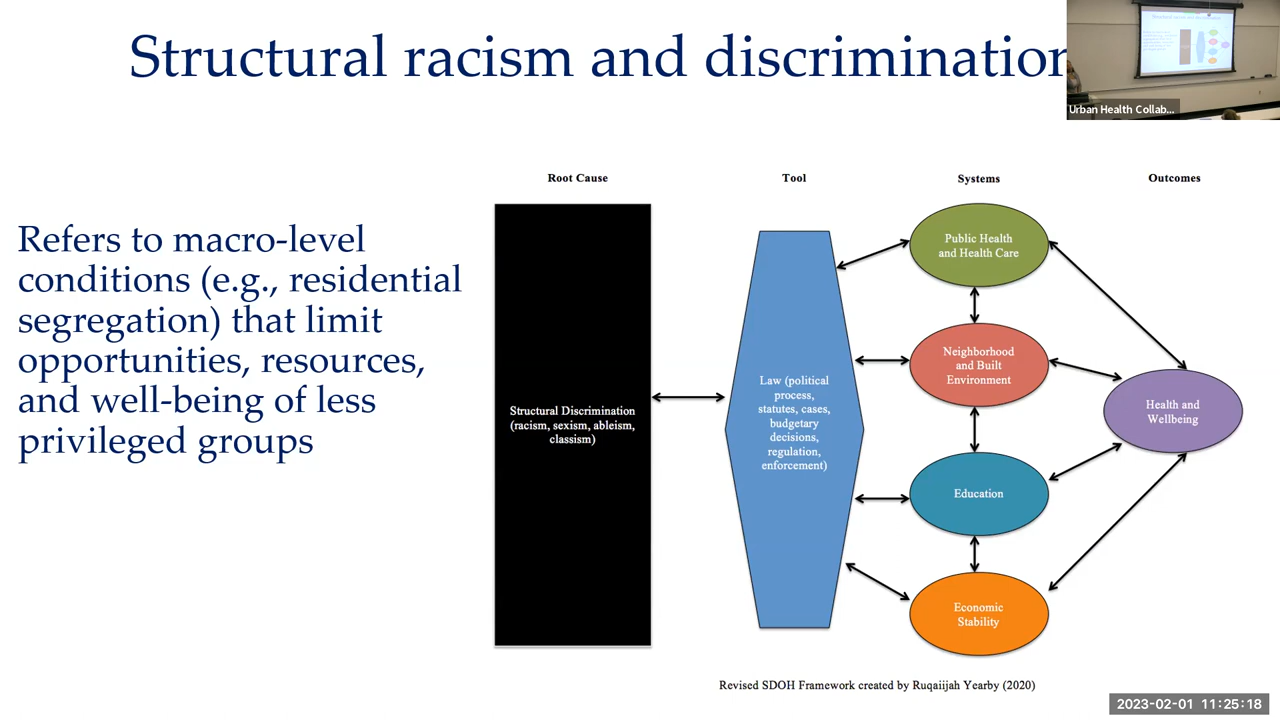 Structural racism and discrimination
Urban Health Collab...
Refers to macro-level
conditions (e.g., residential
segregation) that limit
opportunities, resources,
and well-being of less
privileged groups
Root Cause
Tool
Systems
Outcomes
Structural Discrimination
(racism, sexism, ableism,
classism)
Law (political
process,
statutes, cases,
budgetary
decisions,
regulation,
enforcement)
Public Health
and Health Care
Neighborhood
and Built
Environment
Education
Economic
Stability
Health and
Wellbeing
Revised SDOH Framework created by Ruqaiijah Yearby (2020)
2023-02-01 11:25:18